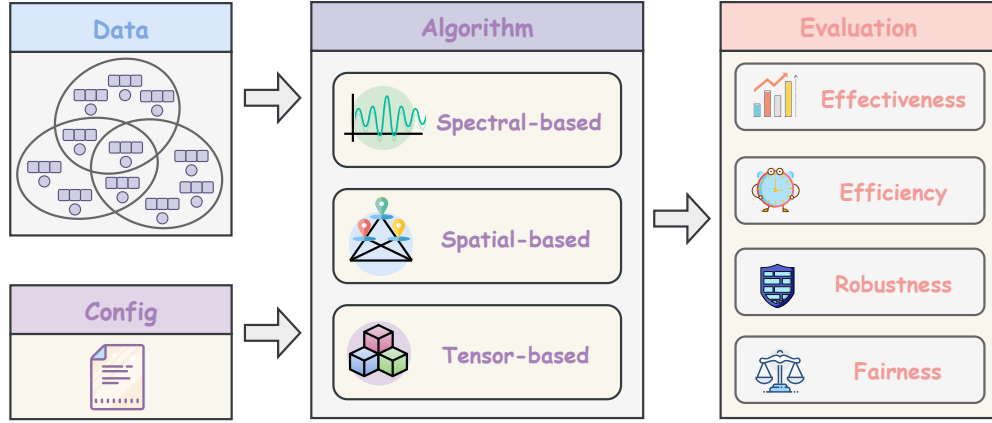 Data
Config
Algorithm
Spectral-based
Spatial-based
Tensor-based
Evaluation
Effectiveness
Efficiency
Robustness
Fairness